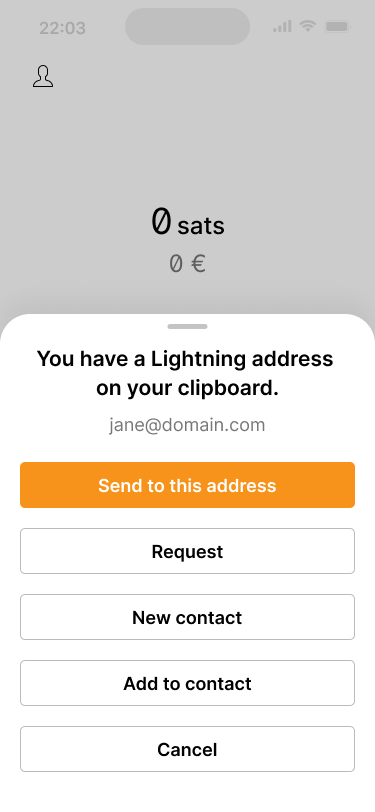 22:03
0 sats
0 €
You have a Lightning address
on your clipboard.
jane@domain.com
Send to this address
Request
New contact
Add to contact
Cancel